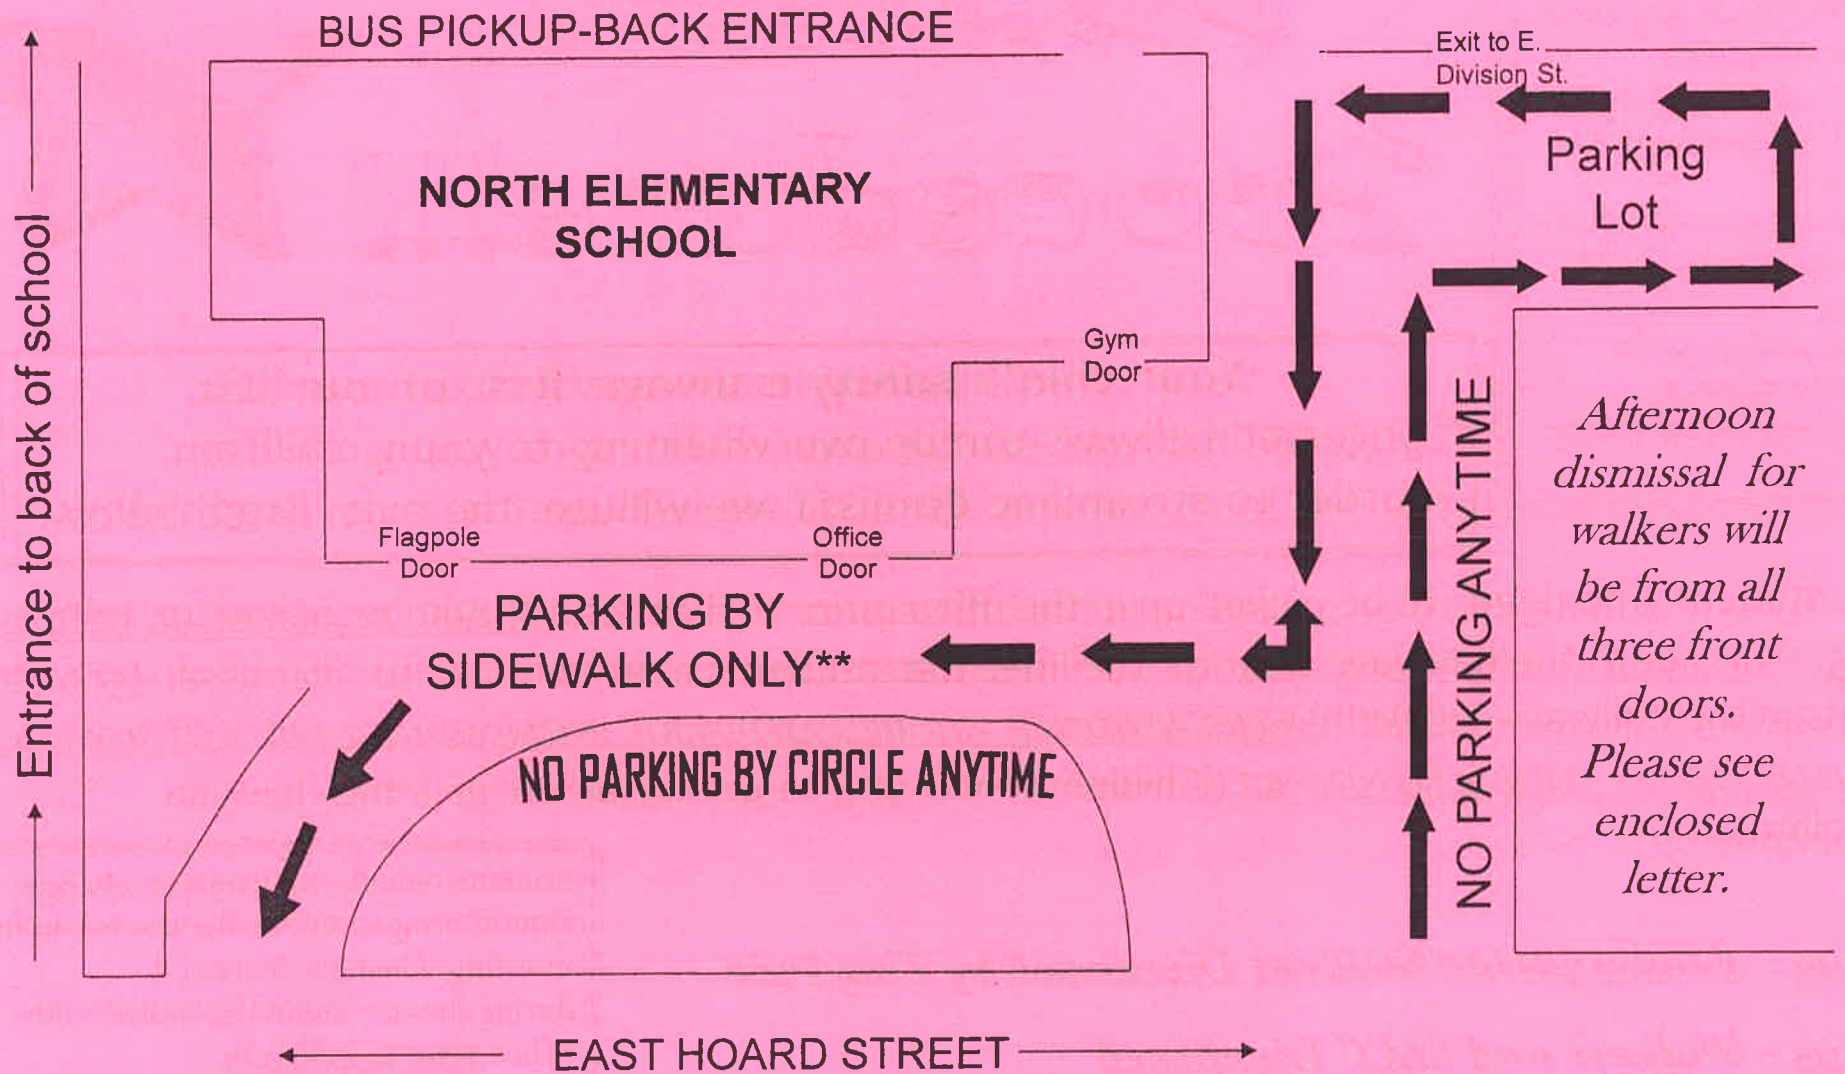 BUS PICKUP-BACK ENTRANCE
Exit to E.
Division St.
NORTH ELEMENTARY
SCHOOL
Parking
Lot
Entrance to back of school
Gym
Door
NO PARKING ANY TIME
Afternoon
dismissal for
walkers will
be from all
three front
doors.
Please see
enclosed
letter.
Flagpole
Door
Office
Door
PARKING BY
SIDEWALK ONLY**
NO PARKING BY CIRCLE ANYTIME
EAST HOARD STREET